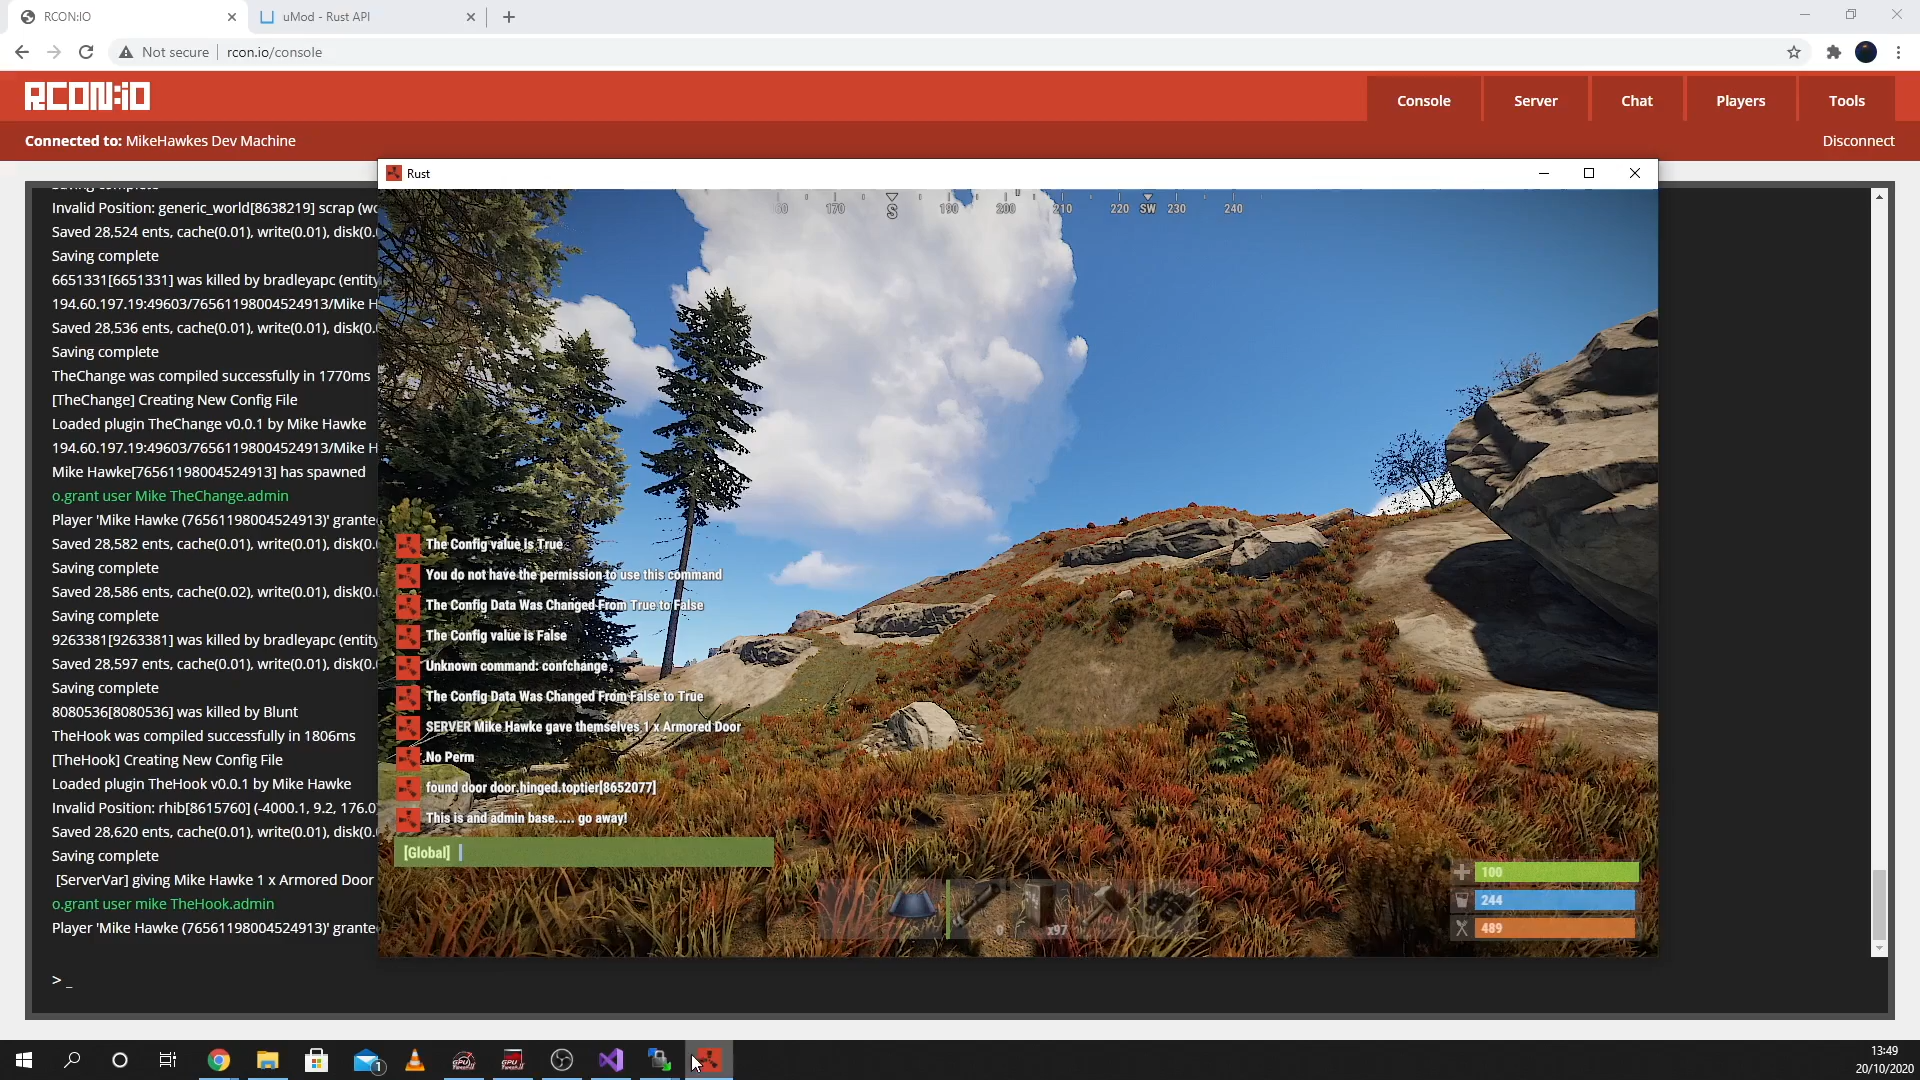 RCON:IO
uMod - Rust API
Not secure
rcon.io/console
RCON:IO
Console
Server
Chat
Players
Tools
Connected to: MikeHawkes Dev Machine
Disconnect
Rust
Saving complete
Invalid Position: generic_world[8638219] scrap (wo
Saved 28,524 ents, cache(0.01), write(0.01), disk(0.
Saving complete
6651331[6651331] was killed by bradleyapc (entity
194.60.197.19:49603/76561198004524913/Mike H
Saved 28,536 ents, cache(0.01), write(0.01), disk(0.
Saving complete
TheChange was compiled successfully in 1770ms
[TheChange] Creating New Config File
Loaded plugin TheChange v0.0.1 by Mike Hawke
194.60.197.19:49603/76561198004524913/Mike H
Mike Hawke[76561198004524913] has spawned
o.grant user Mike TheChange.admin
Player 'Mike Hawke (76561198004524913)' grante
Saved 28,582 ents, cache(0.01), write(0.01), disk(0.
Saving complete
Saved 28,586 ents, cache(0.02), write(0.01), disk(0.
Saving complete
9263381[9263381] was killed by bradleyapc (entity
Saved 28,597 ents, cache(0.01), write(0.01), disk(0.
Saving complete
8080536[8080536] was killed by Blunt
TheHook was compiled successfully in 1806ms
[TheHook] Creating New Config File
Loaded plugin TheHook v0.0.1 by Mike Hawke
Invalid Position: rhib[8615760] (-4000.1, 9.2, 176.0
Saved 28,620 ents, cache(0.01), write(0.01), disk(0.
Saving complete
[ServerVar] giving Mike Hawke 1 x Armored Door
o.grant user mike TheHook.admin
Player 'Mike Hawke (76561198004524913)' grante
> _
60 170 S 190 200 210 220 SW 230 240
The Config value is True
You do not have the permission to use this command
The Config Data Was Changed From True to False
The Config value is False
Unknown command: confchange
The Config Data Was Changed From False to True
SERVER Mike Hawke gave themselves 1 x Armored Door
No Perm
found door door.hinged.toptier[8652077]
This is and admin base..... go away!
[Global]
0
x97
100
244
489
1
13:49
20/10/2020